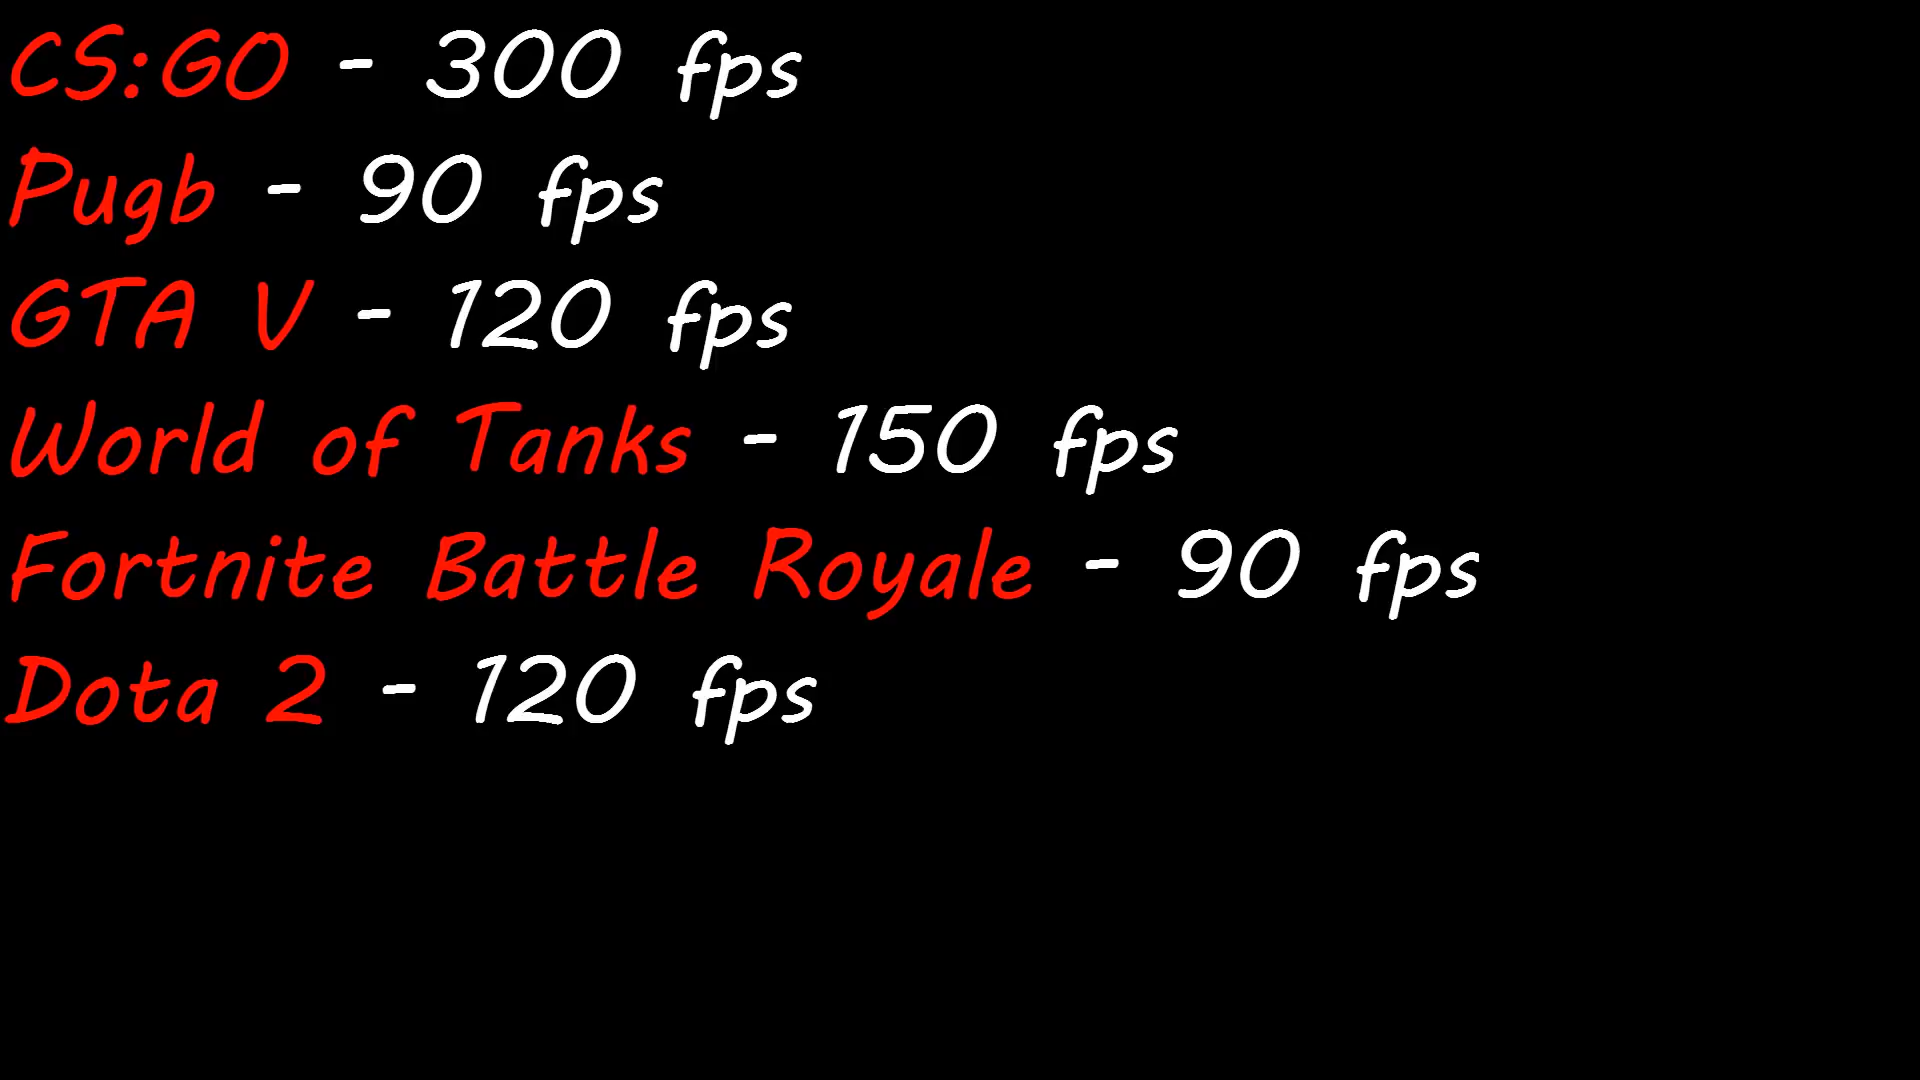 CS:GO - 300 fps
Pugb - 90 fps
GTA V - 120 fps
World of Tanks - 150 fps
Fortnite Battle Royale - 90 fps
Dota 2 - 120 fps